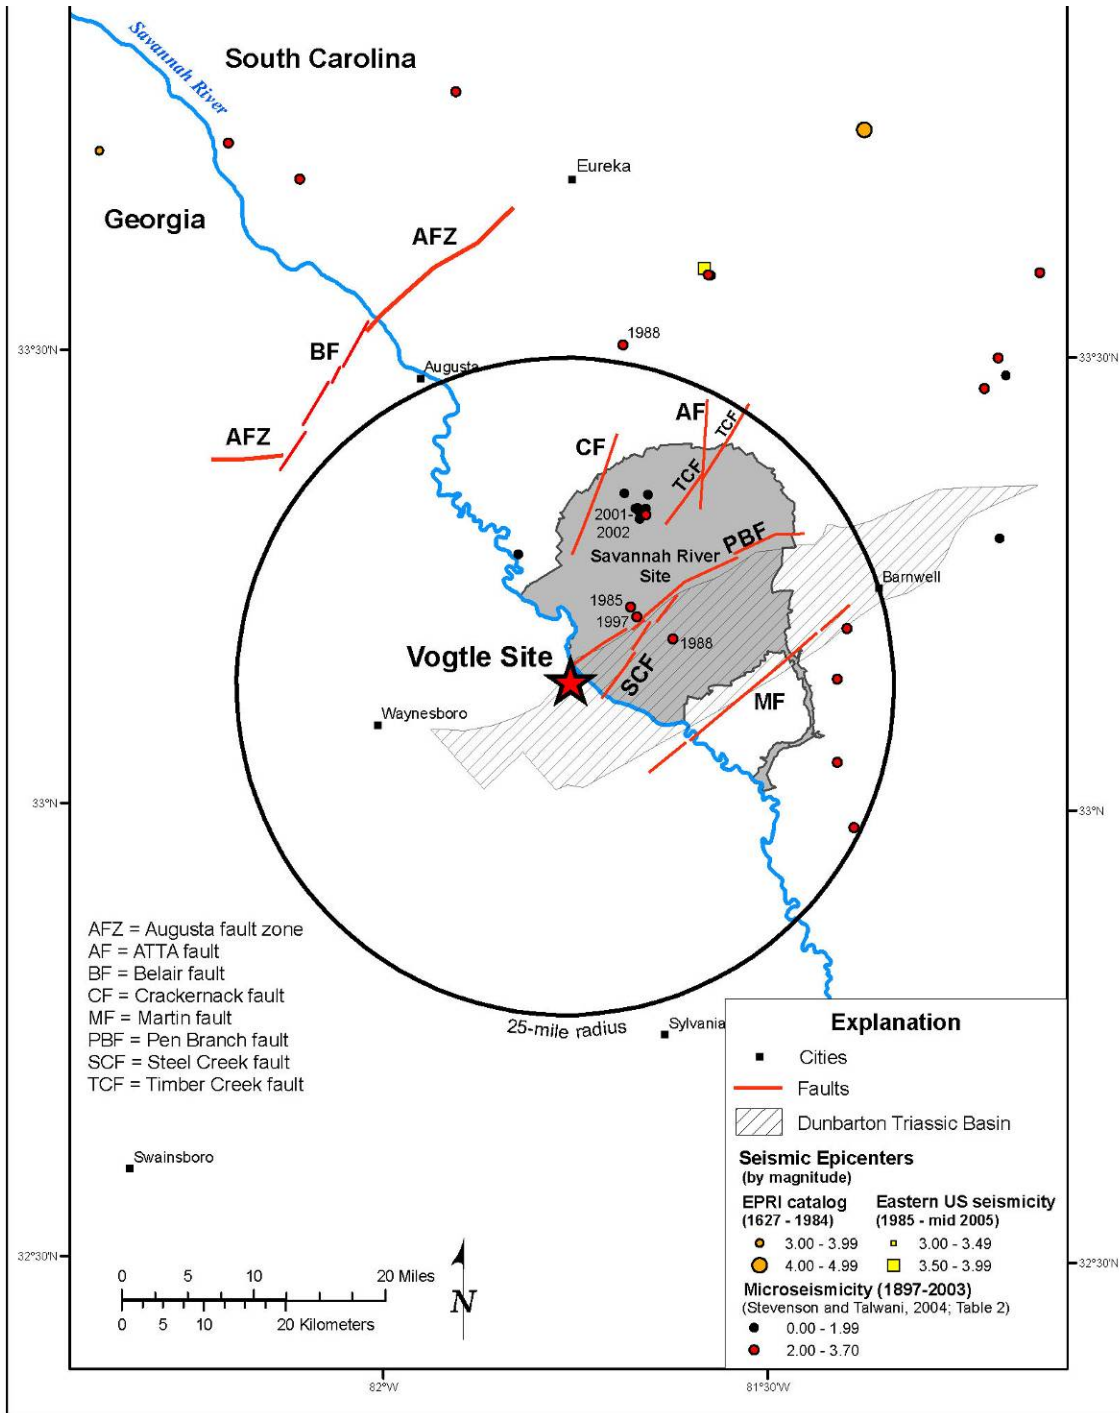 South Carolina
Savannah River
Eureka
Georgia
AFZ
1988
33°30'N
33°30'N
BF
Augusta
AF
TCF
CF
AFZ
TCF
2001-
2002
PBF
Savannah River
Site
Barnwell
1985
1997
1988
Vogtle Site
SCF
MF
Waynesboro
33°N
33°N
AFZ = Augusta fault zone
AF = ATTA fault
BF = Belair fault
CF = Crackernack fault
MF = Martin fault
PBF = Pen Branch fault
SCF = Steel Creek fault
TCF = Timber Creek fault
25-mile radius
Sylvania
Swainsboro
Explanation
Cities
Faults
Dunbarton Triassic Basin
Seismic Epicenters
(by magnitude)
EPRI catalog
(1627 - 1984)
3.00 - 3.99
4.00 - 4.99
Eastern US seismicity
(1985 - mid 2005)
3.00 - 3.49
3.50 - 3.99
Microseismicity (1897-2003)
(Stevenson and Talwani, 2004; Table 2)
0.00 - 1.99
2.00 - 3.70
32°30'N
32°30'N
0 5 10 20 Miles
0 5 10 20 Kilometers
N
82°W
81°30'W